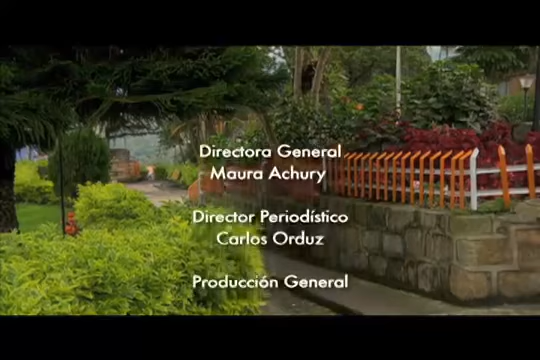 Directora General
Maura Achury
Director Periodístico
Carlos Orduz
Producción General